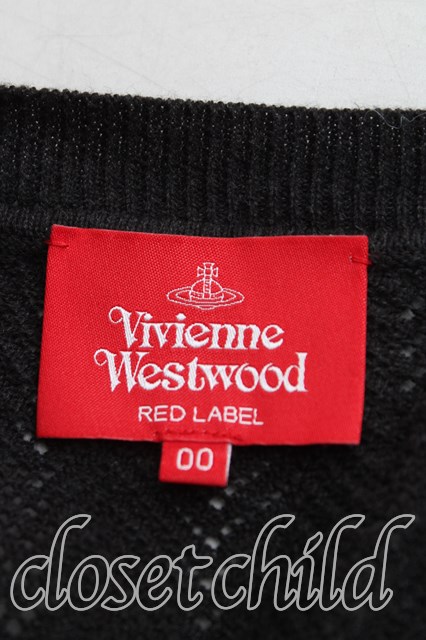 Vivienne
Westwood
RED LABEL
00
closetchild